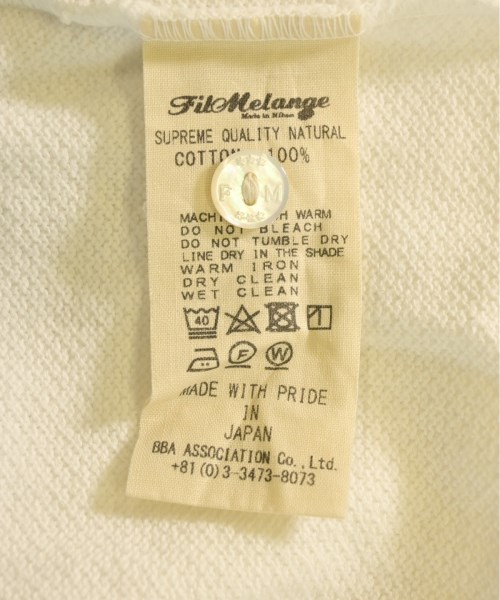 FilMelange
Made in Nihon
SUPREME QUALITY NATURAL
COTTON 100%
F M
WARM
DO NOT BLEACH
DO NOT TUMBLE DRY
LINE DRY IN THE SHADE
WARM IRON
DRY CLEAN
WET CLEAN
40
F W
MADE WITH PRIDE
IN
JAPAN
BBA ASSOCIATION Co., Ltd.
+81(0)3-3473-8073